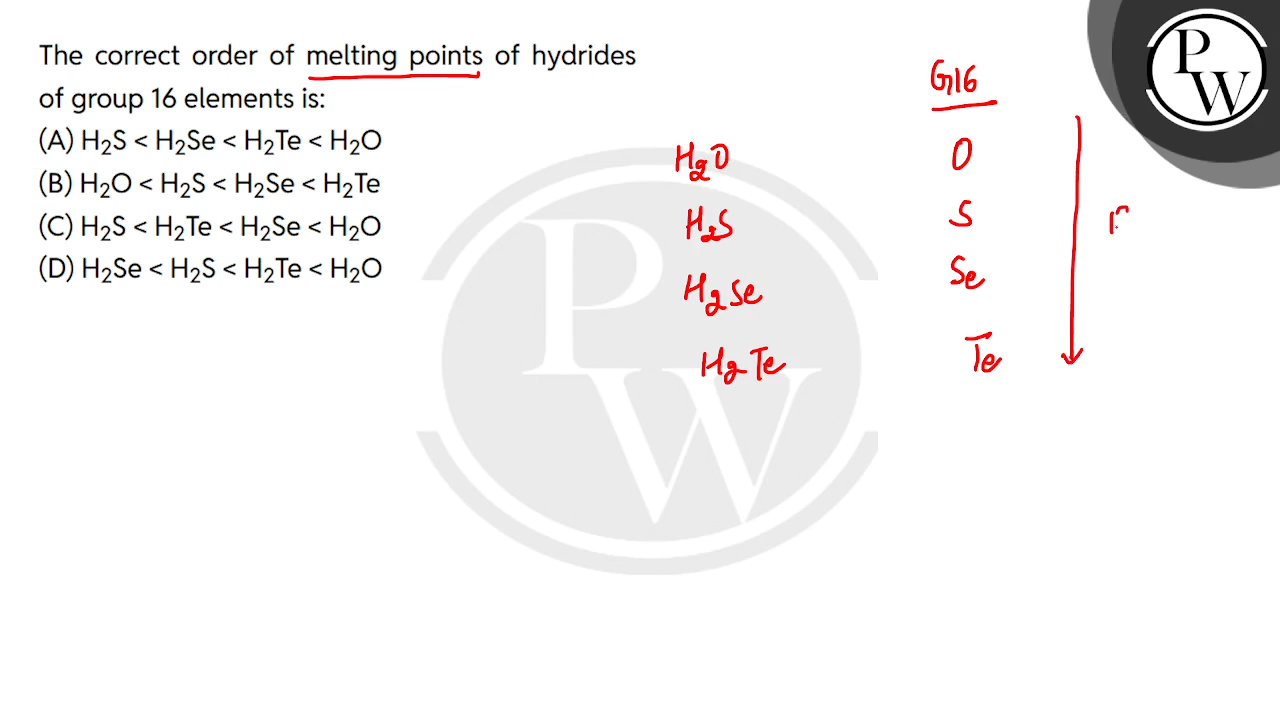 The correct order of melting points of hydrides
of group 16 elements is:
(A) H₂S < H₂Se < H₂Te < H₂O
(B) H₂O < H₂S < H₂Se < H₂Te
(C) H₂S < H₂Te < H₂Se < H₂O
(D) H₂Se < H₂S < H₂Te < H₂O
H₂O
H₂S
H₂Se
H₂Te
G16
O
S
Se
Te
P
W
P
W